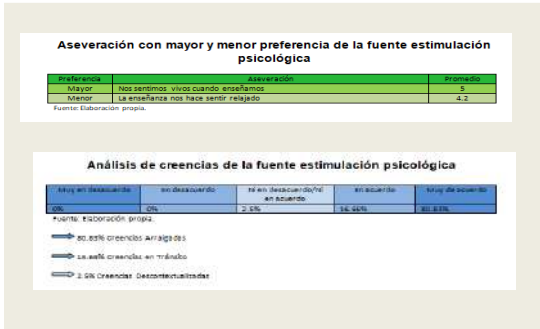 Aseveración con mayor y menor preferencia de la fuente estimulación
psicológica
Preferencia Aseveración Promedio
Mayor Nos sentimos vivos cuando enseñamos 5
Menor La enseñanza nos hace sentir relajado 4.2
Fuente: Elaboración propia.
Análisis de creencias de la fuente estimulación psicológica
Muy en desacuerdo En desacuerdo Ni en desacuerdo/Ni en acuerdo En acuerdo Muy de acuerdo
0% 0% 2.5% 16.66% 80.83%
Fuente: Elaboración propia.
80.83% Creencias Arraigadas
16.66% Creencias en Tránsito
2.5% Creencias Descontextualizadas